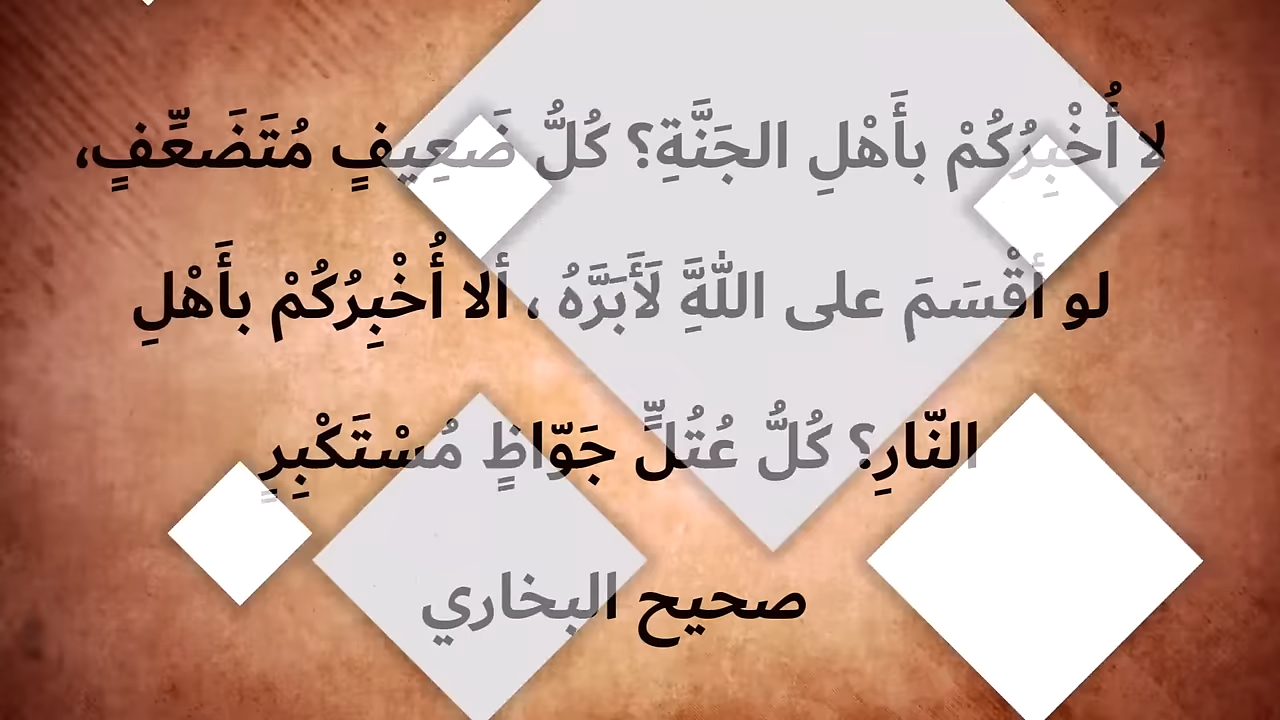 لا أُخْبِرُكُمْ بأَهْلِ الجَنَّةِ؟ كُلُّ ضَعِيفٍ مُتَضَعِّفٍ،
لو أقْسَمَ على اللَّهِ لَأَبَرَّهُ ، ألا أُخْبِرُكُمْ بأَهْلِ
النّارِ؟ كُلُّ عُتُلٍّ جَوّاظٍ مُسْتَكْبِرٍ
صحيح البخاري